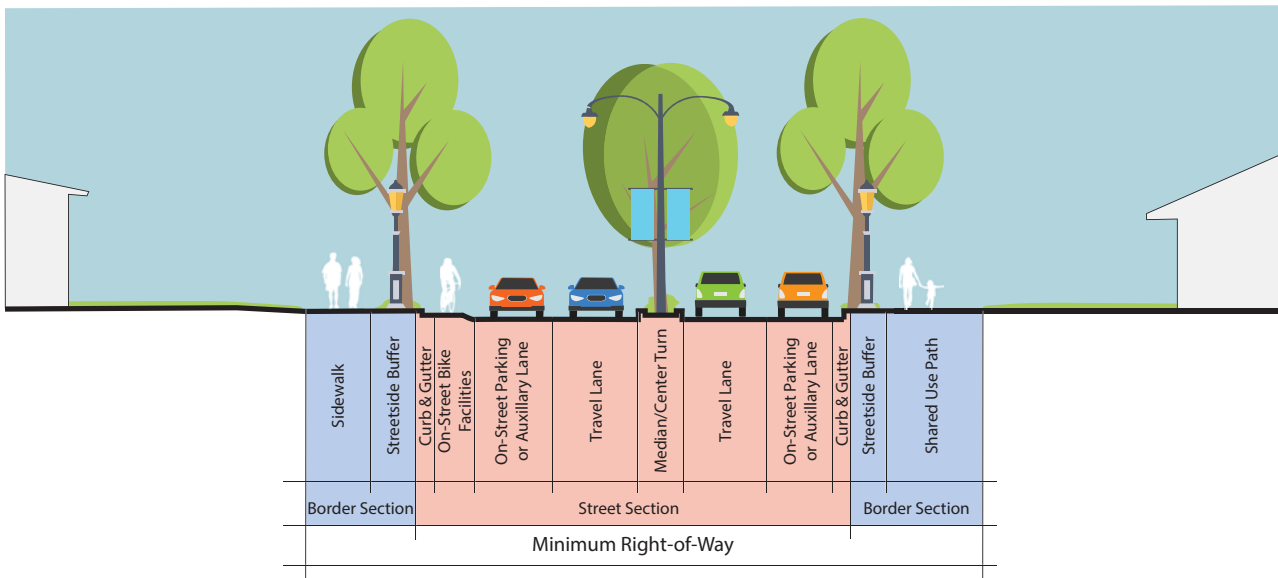 Sidewalk
Streetside Buffer
Curb & Gutter
On-Street Bike
Facilities
On-Street Parking
or Auxillary Lane
Travel Lane
Median/Center Turn
Travel Lane
On-Street Parking
or Auxillary Lane
Curb & Gutter
Streetside Buffer
Shared Use Path
Border Section
Street Section
Border Section
Minimum Right-of-Way